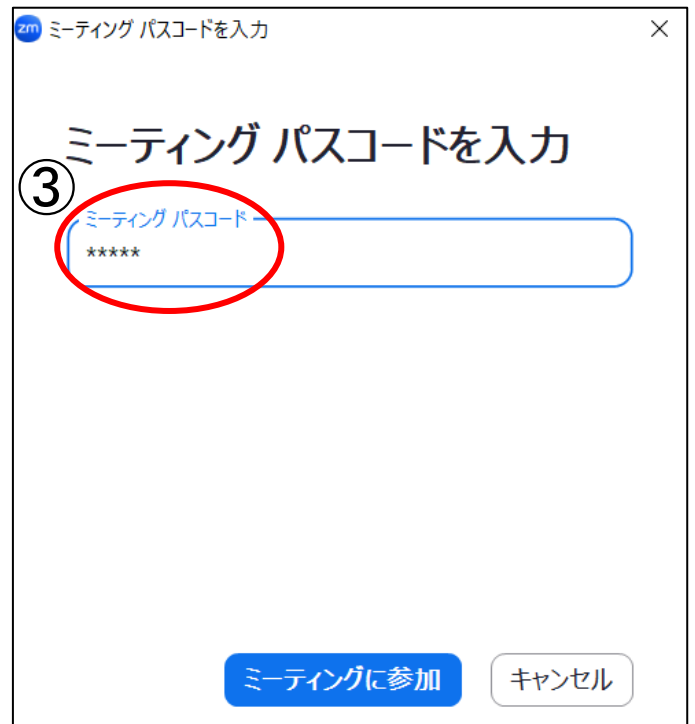 zm ミーティング パスコードを入力
ミーティング パスコードを入力
③
ミーティング パスコード
*****
ミーティングに参加 キャンセル